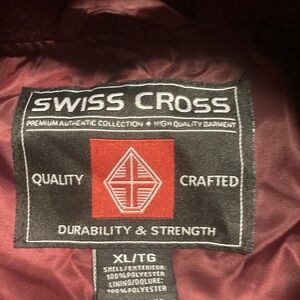 SWISS CROSS
PREMIUM AUTHENTIC COLLECTION ♦ HIGH QUALITY GARMENT
QUALITY CRAFTED
DURABILITY & STRENGTH
XL/TG
SHELL/EXTERIEUR:
100% POLYESTER
LINING/DOLURE:
100% POLYESTER